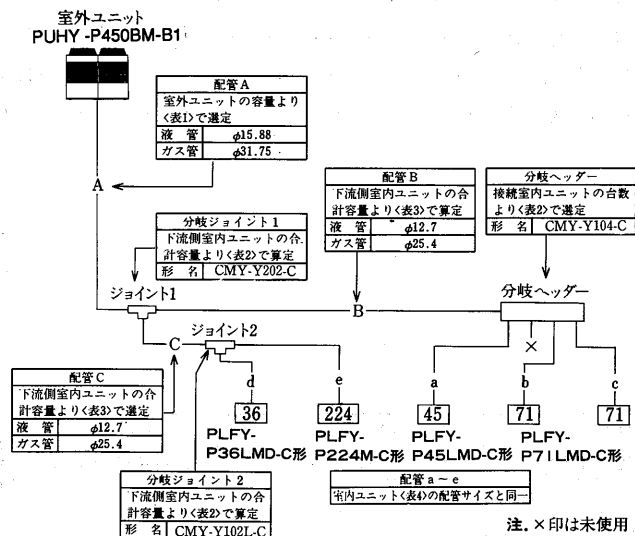 室外ユニット
PUHY-P450BM-B1
配管A
室外ユニットの容量より
<表1>で選定
液管 φ15.88
ガス管 φ31.75
A
配管B
下流側室内ユニットの合
計容量より<表3>で算定
液管 φ12.7
ガス管 φ25.4
分岐ヘッダー
接続室内ユニットの台数
より<表2>で選定
形名 CMY-Y104-C
分岐ジョイント1
下流側室内ユニットの合
計容量より<表2>で算定
形名 CMY-Y202-C
ジョイント1
B
分岐ヘッダー
C
ジョイント2
×
d
e
a
b
c
配管C
下流側室内ユニットの合
計容量より<表3>で選定
液管 φ12.7
ガス管 φ25.4
36
224
45
71
71
PLFY-
P36LMD-C形
PLFY-
P224M-C形
PLFY-
P45LMD-C形
PLFY-
P71LMD-C形
分岐ジョイント2
下流側室内ユニットの合
計容量より<表2>で算定
形名 CMY-Y102L-C
配管a~e
室内ユニット<表4>の配管サイズと同一
注.×印は未使用